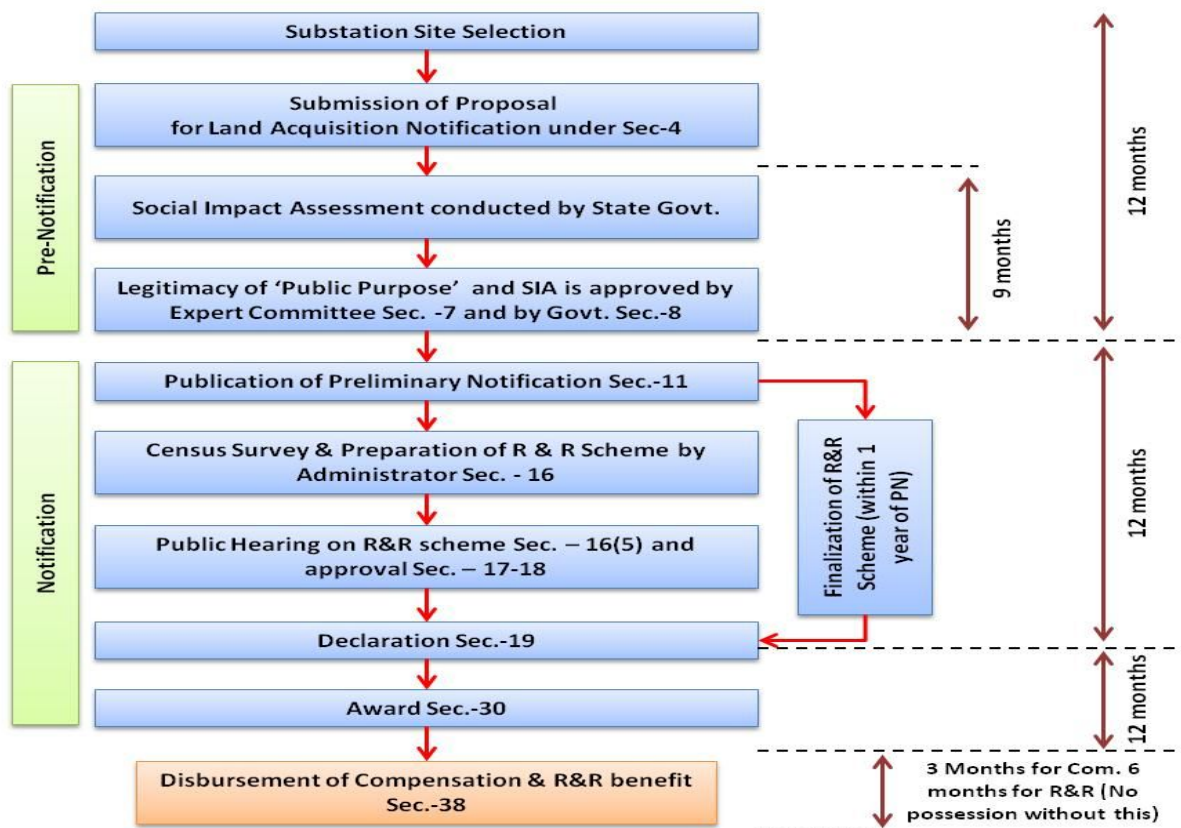 Substation Site Selection
Pre-Notification
Submission of Proposal
for Land Acquisition Notification under Sec-4
Social Impact Assessment conducted by State Govt.
Legitimacy of ‘Public Purpose’ and SIA is approved by
Expert Committee Sec. -7 and by Govt. Sec.-8
9 months
12 months
Notification
Publication of Preliminary Notification Sec.-11
Census Survey & Preparation of R & R Scheme by
Administrator Sec. - 16
Public Hearing on R&R scheme Sec. – 16(5) and
approval Sec. – 17-18
Finalization of R&R
Scheme (within 1
year of PN)
12 months
Declaration Sec.-19
Award Sec.-30
12 months
Disbursement of Compensation & R&R benefit
Sec.-38
3 Months for Com. 6
months for R&R (No
possession without this)